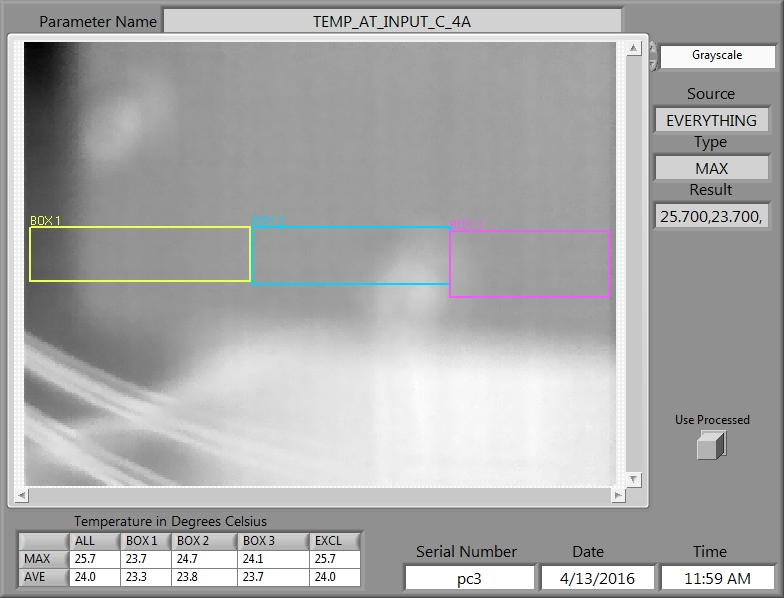 Parameter Name TEMP_AT_INPUT_C_4A
Grayscale
Source
EVERYTHING
Type
MAX
Result
25.700,23.700,
BOX 1 BOX 2 BOX 3
Use Processed
Temperature in Degrees Celsius
ALL BOX 1 BOX 2 BOX 3 EXCL
MAX 25.7 23.7 24.7 24.1 25.7
AVE 24.0 23.3 23.8 23.7 24.0
Serial Number Date Time
pc3 4/13/2016 11:59 AM